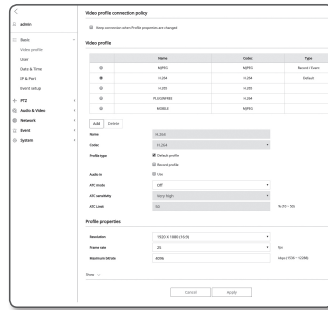 admin
Basic
Video profile
User
Date & Time
IP & Port
Event setup
PTZ
Audio & Video
Network
Event
System
Video profile connection policy
Keep connection when Profile properties are changed
Video profile
Name Codec Type
MJPEG MJPEG Record / Event
H.264 H.264 Default
H.265 H.265
PLUGINFREE H.264
MOBILE MJPEG
Add Delete
Name H.264
Codec H.264
Profile type Default profile
Record profile
Audio in Use
ATC mode Off
ATC sensitivity Very high
ATC Limit 50 %
Profile properties
Resolution 1920 X 1080 (16:9)
Frame rate 25 fps
Maximum bitrate 4096 kbps
Show
Cancel Apply